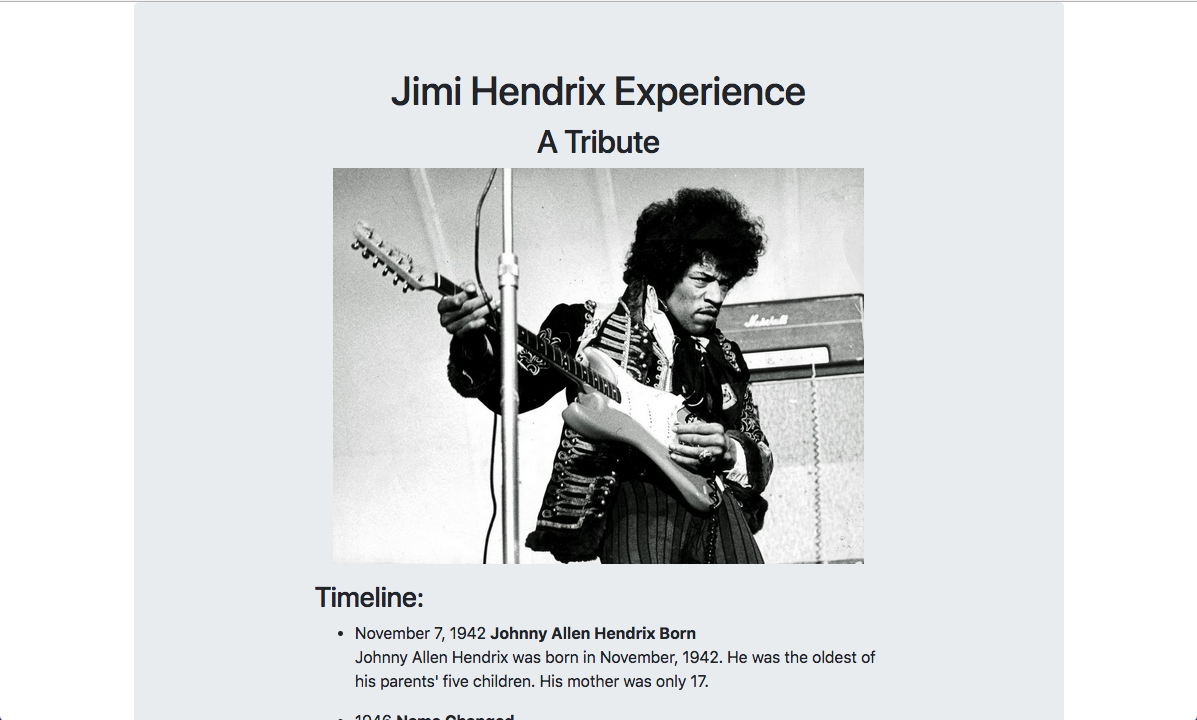 Jimi Hendrix Experience
A Tribute
Marshall
Timeline:
• November 7, 1942 Johnny Allen Hendrix Born
Johnny Allen Hendrix was born in November, 1942. He was the oldest of
his parents' five children. His mother was only 17.
• 1946 Name Changed